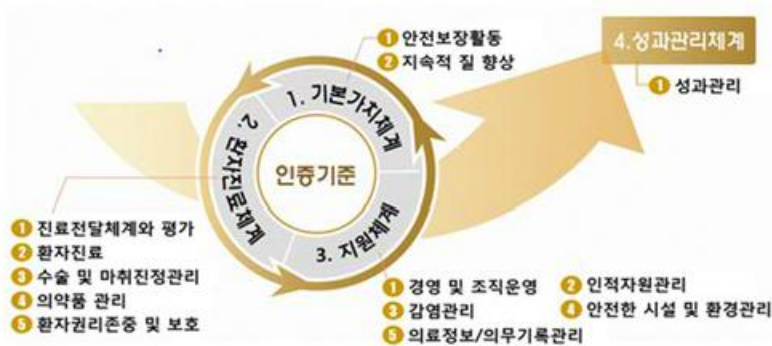 1 안전보장활동
2 지속적 질 향상
4.성과관리체계
1 성과관리
1. 기본가치체계
2. 환자진료체계
인증기준
3. 지원체계
1 진료전달체계와 평가
2 환자진료
3 수술 및 마취진정관리
4 의약품 관리
5 환자권리존중 및 보호
1 경영 및 조직운영 2 인적자원관리
3 감염관리 4 안전한 시설 및 환경관리
5 의료정보/의무기록관리